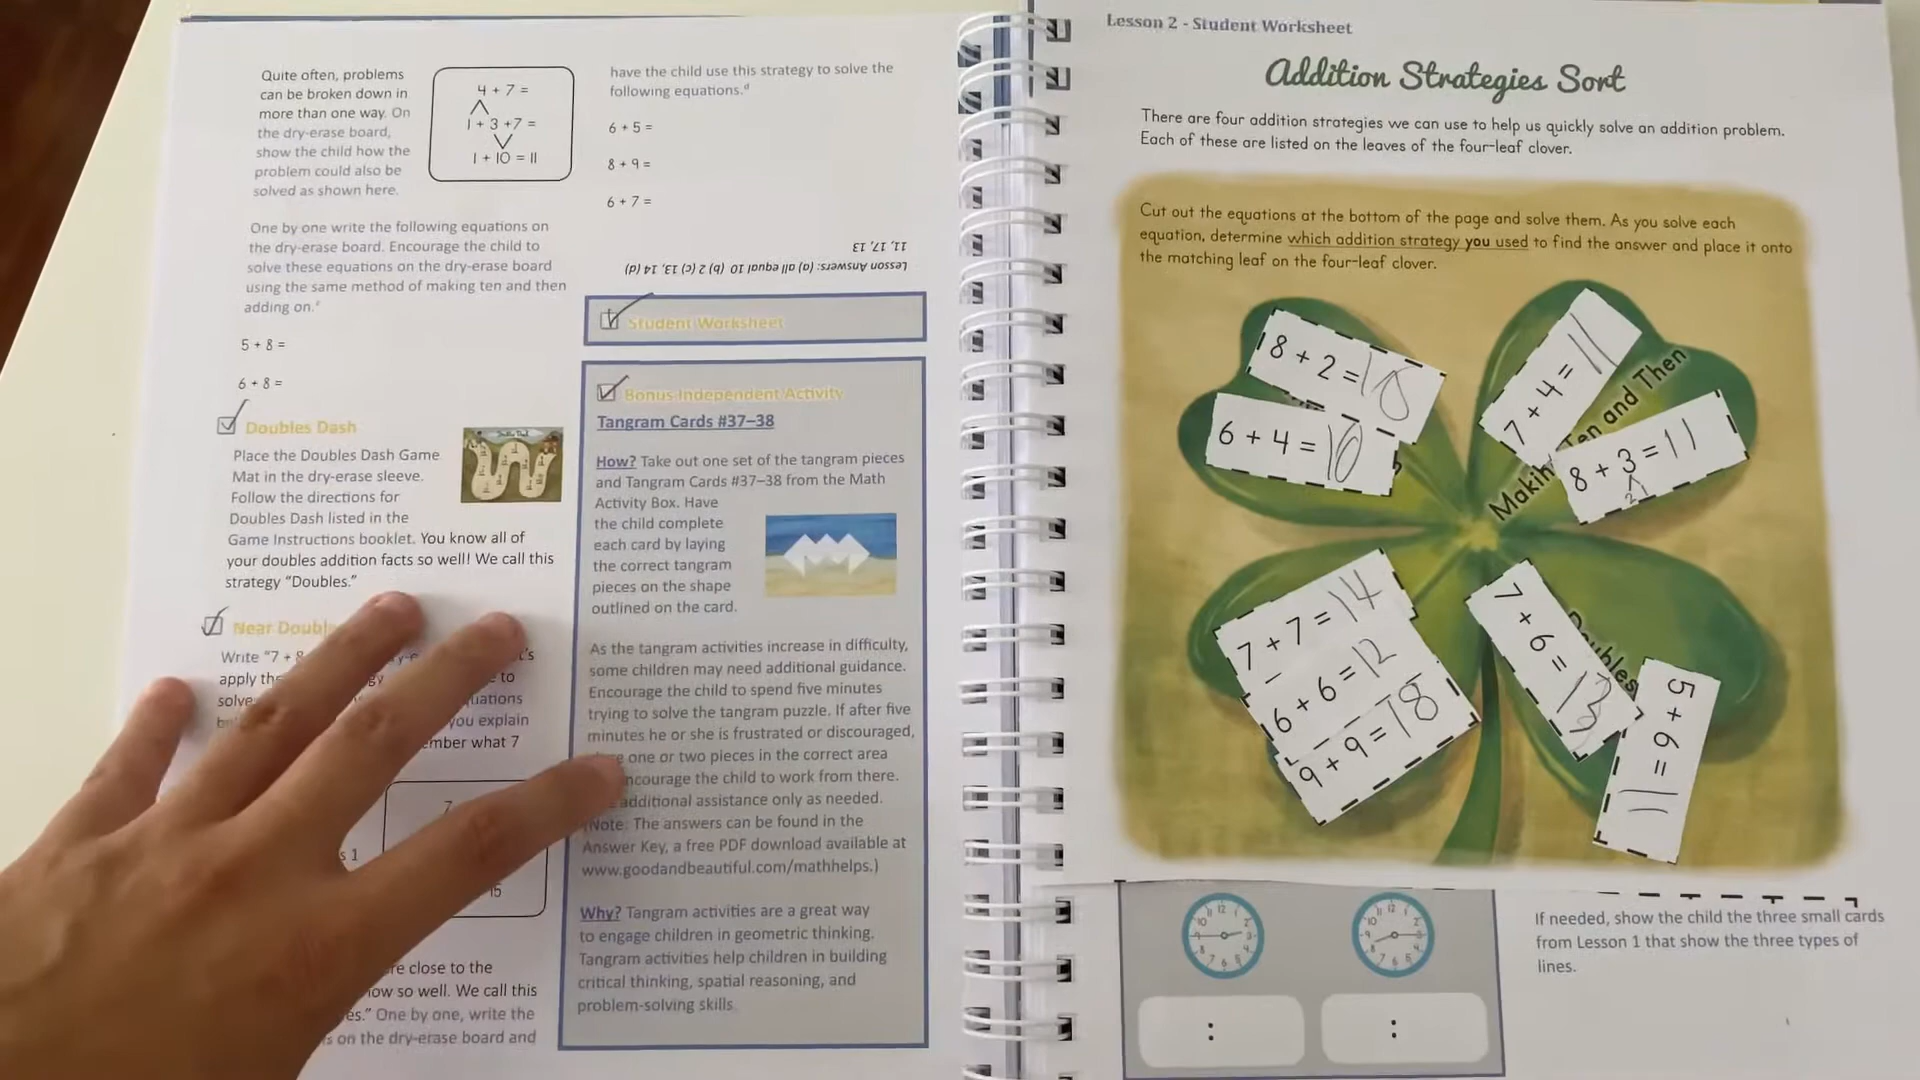 Quite often, problems
can be broken down in
more than one way. On
the dry-erase board,
show the child how the
problem could also be
solved as shown here.
4 + 7 =
1 + 3 + 7 =
1 + 10 = 11
One by one write the following equations on
the dry-erase board. Encourage the child to
solve these equations on the dry-erase board
using the same method of making ten and then
adding on.
5 + 8 =
6 + 8 =
Doubles Dash
Place the Doubles Dash Game
Mat in the dry-erase sleeve.
Follow the directions for
Doubles Dash listed in the
Game Instructions booklet. You know all of
your doubles addition facts so well! We call this
strategy "Doubles."
Near
Write "7 + 8
apply
to
solve
you explain
what 7
7
1
15
close to the
so well. We call this
One by one, write the
on the dry-erase board and
have the child use this strategy to solve the
following equations.ᵈ
6 + 5 =
8 + 9 =
6 + 7 =
Lesson Answers: (a) all equal 10 (b) 2 (c) 13, 14 (d)
11, 17, 13
Student Worksheet
Bonus Independent Activity
Tangram Cards #37–38
How? Take out one set of the tangram pieces
and Tangram Cards #37–38 from the Math
Activity Box. Have
the child complete
each card by laying
the correct tangram
pieces on the shape
outlined on the card.
As the tangram activities increase in difficulty,
some children may need additional guidance.
Encourage the child to spend five minutes
trying to solve the tangram puzzle. If after five
minutes he or she is frustrated or discouraged,
one or two pieces in the correct area
encourage the child to work from there.
additional assistance only as needed.
(Note: The answers can be found in the
Answer Key, a free PDF download available at
www.goodandbeautiful.com/mathhelps.)
Why? Tangram activities are a great way
to engage children in geometric thinking.
Tangram activities help children in building
critical thinking, spatial reasoning, and
problem-solving skills.
Lesson 2 - Student Worksheet
Addition Strategies Sort
There are four addition strategies we can use to help us quickly solve an addition problem.
Each of these are listed on the leaves of the four-leaf clover.
Cut out the equations at the bottom of the page and solve them. As you solve each
equation, determine which addition strategy you used to find the answer and place it onto
the matching leaf on the four-leaf clover.
8 + 2 = 10
6 + 4 = 10
Ten and Then
7 + 4 = 11
8 + 3 = 11
2 1
7 + 7 = 14
6 + 6 = 12
9 + 9 = 18
7 + 6 = 13
5 + 6 = 11
:
:
If needed, show the child the three small cards
from Lesson 1 that show the three types of
lines.